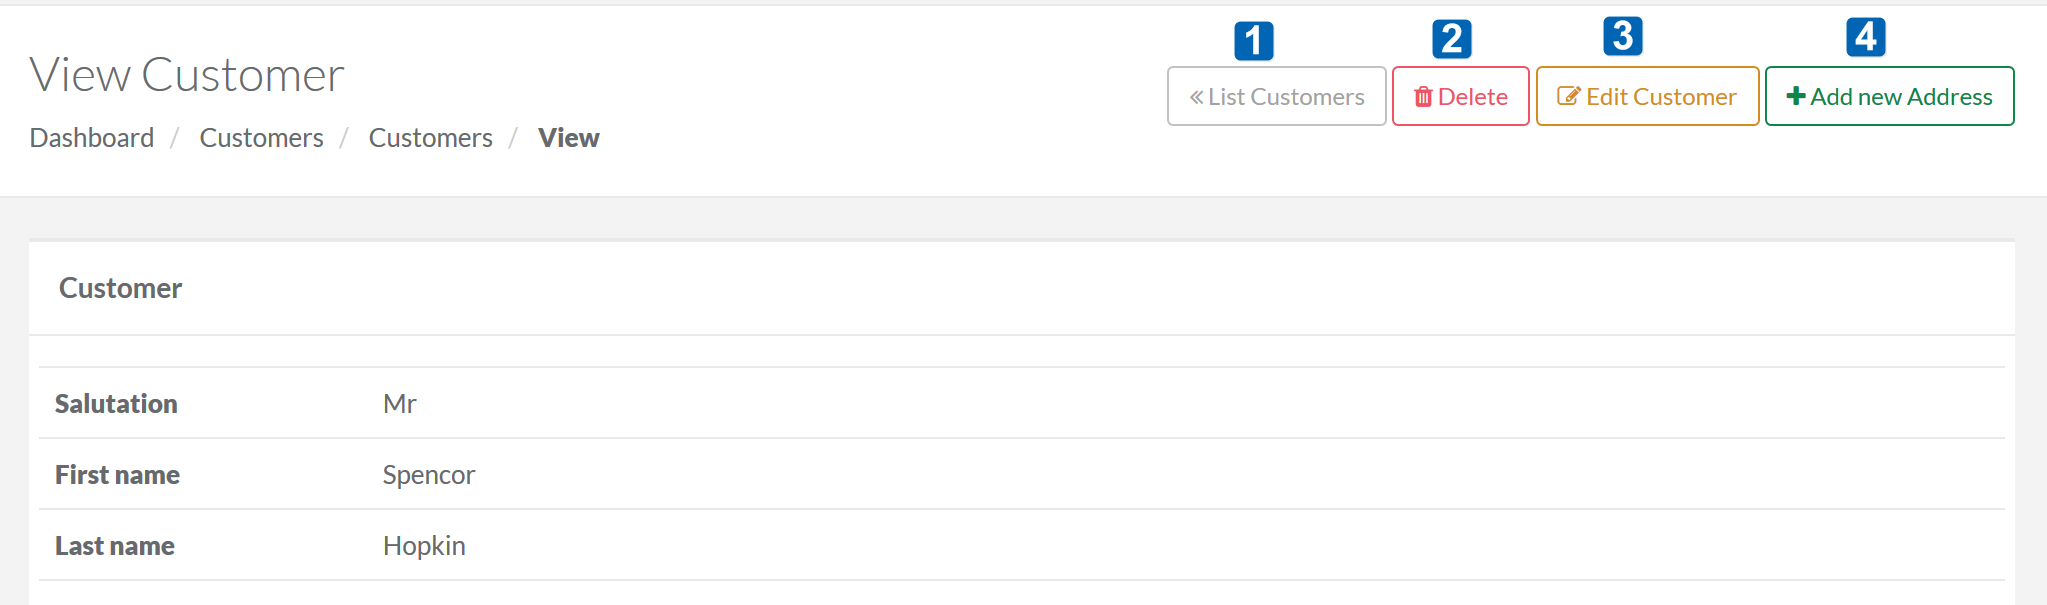 View Customer
Dashboard / Customers / Customers / View
1 2 3 4
« List Customers Delete Edit Customer + Add new Address
Customer
Salutation Mr
First name Spencor
Last name Hopkin